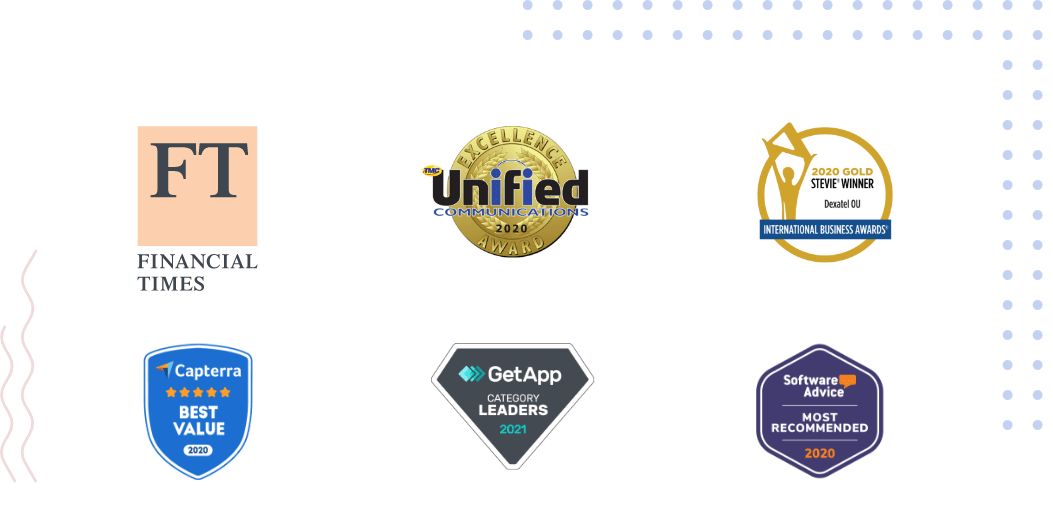 FT
FINANCIAL
TIMES
EXCELLENCE
TMC
Unified
COMMUNICATIONS
2020
AWARD
2020 GOLD
STEVIE® WINNER
Dexatel OU
INTERNATIONAL BUSINESS AWARDS®
Capterra
BEST
VALUE
2020
GetApp
CATEGORY
LEADERS
2021
Software
Advice
MOST
RECOMMENDED
2020